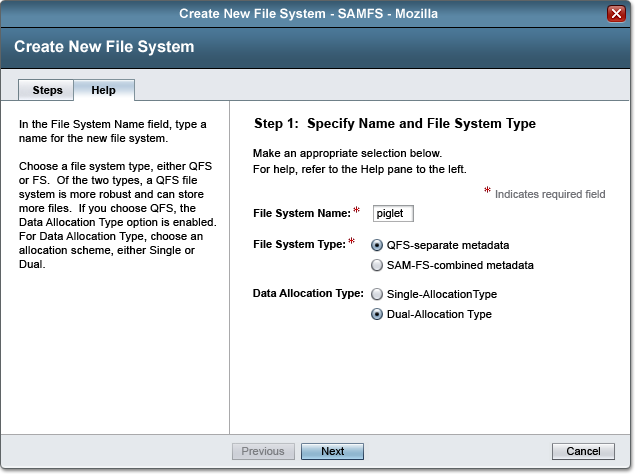 Create New File System - SAMFS - Mozilla
Create New File System
Steps
Help
In the File System Name field, type a
name for the new file system.
Choose a file system type, either QFS
or FS. Of the two types, a QFS file
system is more robust and can store
more files. If you choose QFS, the
Data Allocation Type option is enabled.
For Data Allocation Type, choose an
allocation scheme, either Single or
Dual.
Step 1: Specify Name and File System Type
Make an appropriate selection below.
For help, refer to the Help pane to the left.
* Indicates required field
File System Name: * piglet
File System Type: * QFS-separate metadata
SAM-FS-combined metadata
Data Allocation Type: Single-AllocationType
Dual-Allocation Type
Previous
Next
Cancel